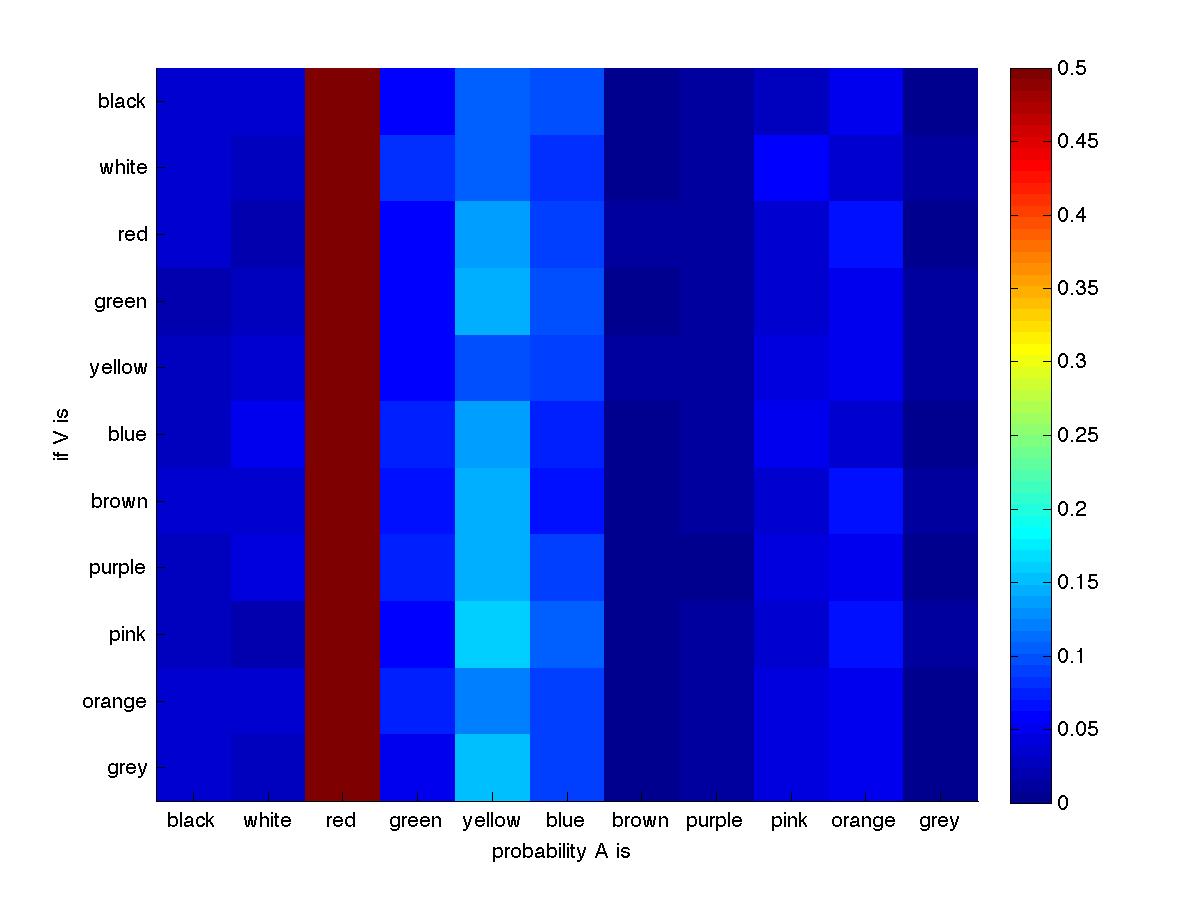 if V is
black
white
red
green
yellow
blue
brown
purple
pink
orange
grey
black white red green yellow blue brown purple pink orange grey
probability A is
0.5
0.45
0.4
0.35
0.3
0.25
0.2
0.15
0.1
0.05
0